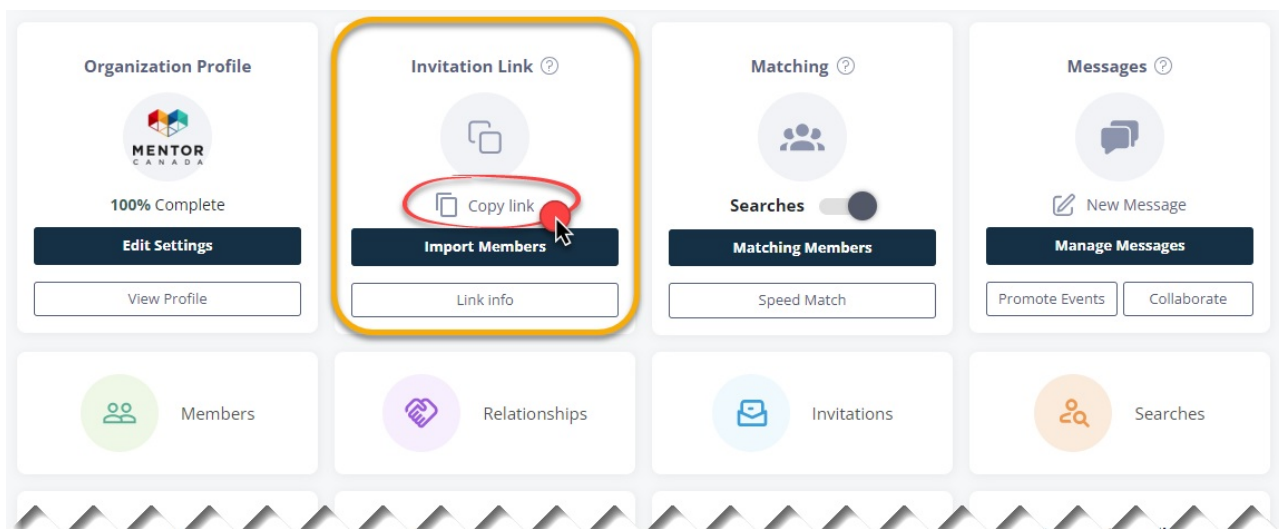 Organization Profile
MENTOR
CANADA
100% Complete
Edit Settings
View Profile
Invitation Link ?
Copy link
Import Members
Link info
Matching ?
Searches
Matching Members
Speed Match
Messages ?
New Message
Manage Messages
Promote Events
Collaborate
Members
Relationships
Invitations
Searches